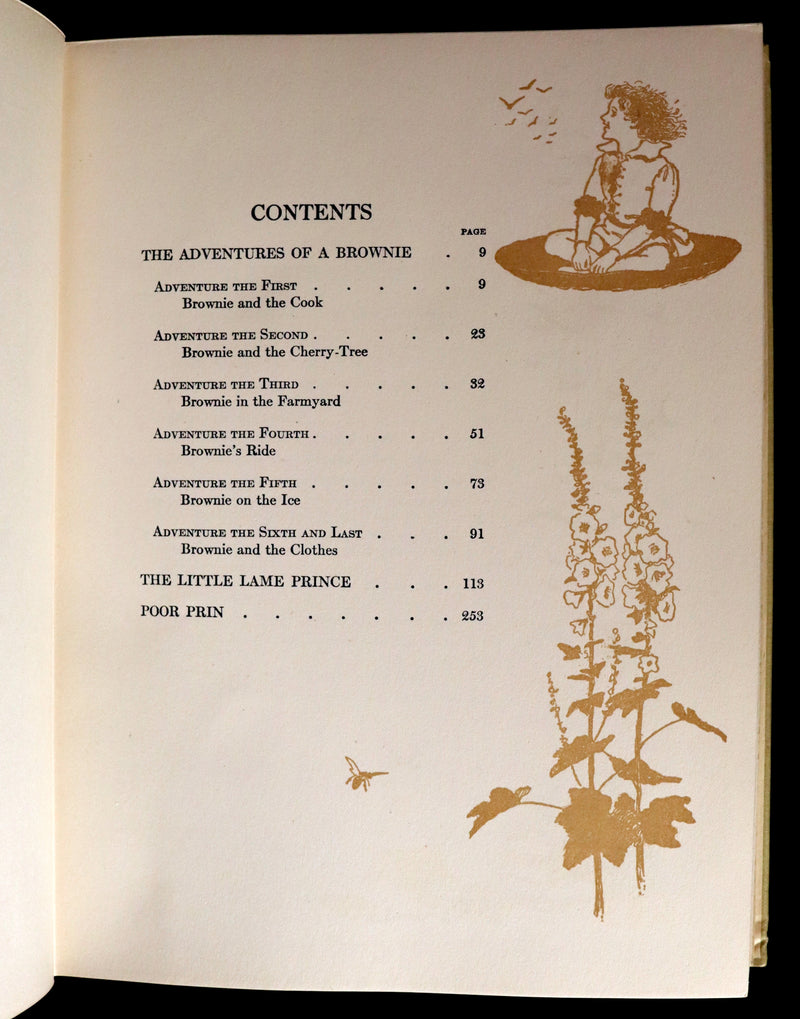 CONTENTS
PAGE
THE ADVENTURES OF A BROWNIE . 9
ADVENTURE THE FIRST . . . . . 9
Brownie and the Cook
ADVENTURE THE SECOND . . . . . 23
Brownie and the Cherry-Tree
ADVENTURE THE THIRD . . . . . 32
Brownie in the Farmyard
ADVENTURE THE FOURTH . . . . . 51
Brownie's Ride
ADVENTURE THE FIFTH . . . . . 73
Brownie on the Ice
ADVENTURE THE SIXTH AND LAST . . . 91
Brownie and the Clothes
THE LITTLE LAME PRINCE . . . 113
POOR PRIN . . . . . . . 253